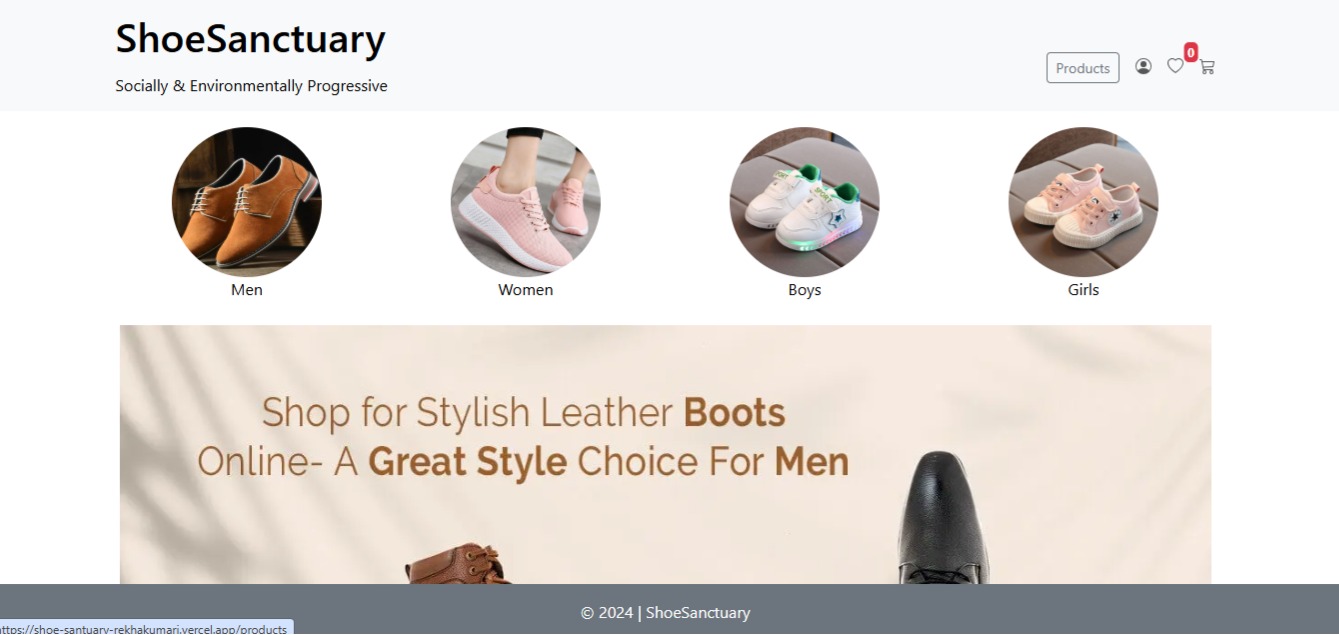 ShoeSanctuary
Socially & Environmentally Progressive
Products
0
Men
Women
Boys
Girls
SPORT
Shop for Stylish Leather Boots
Online- A Great Style Choice For Men
© 2024 | ShoeSanctuary
https://shoe-santuary-rekhakumari.vercel.app/products